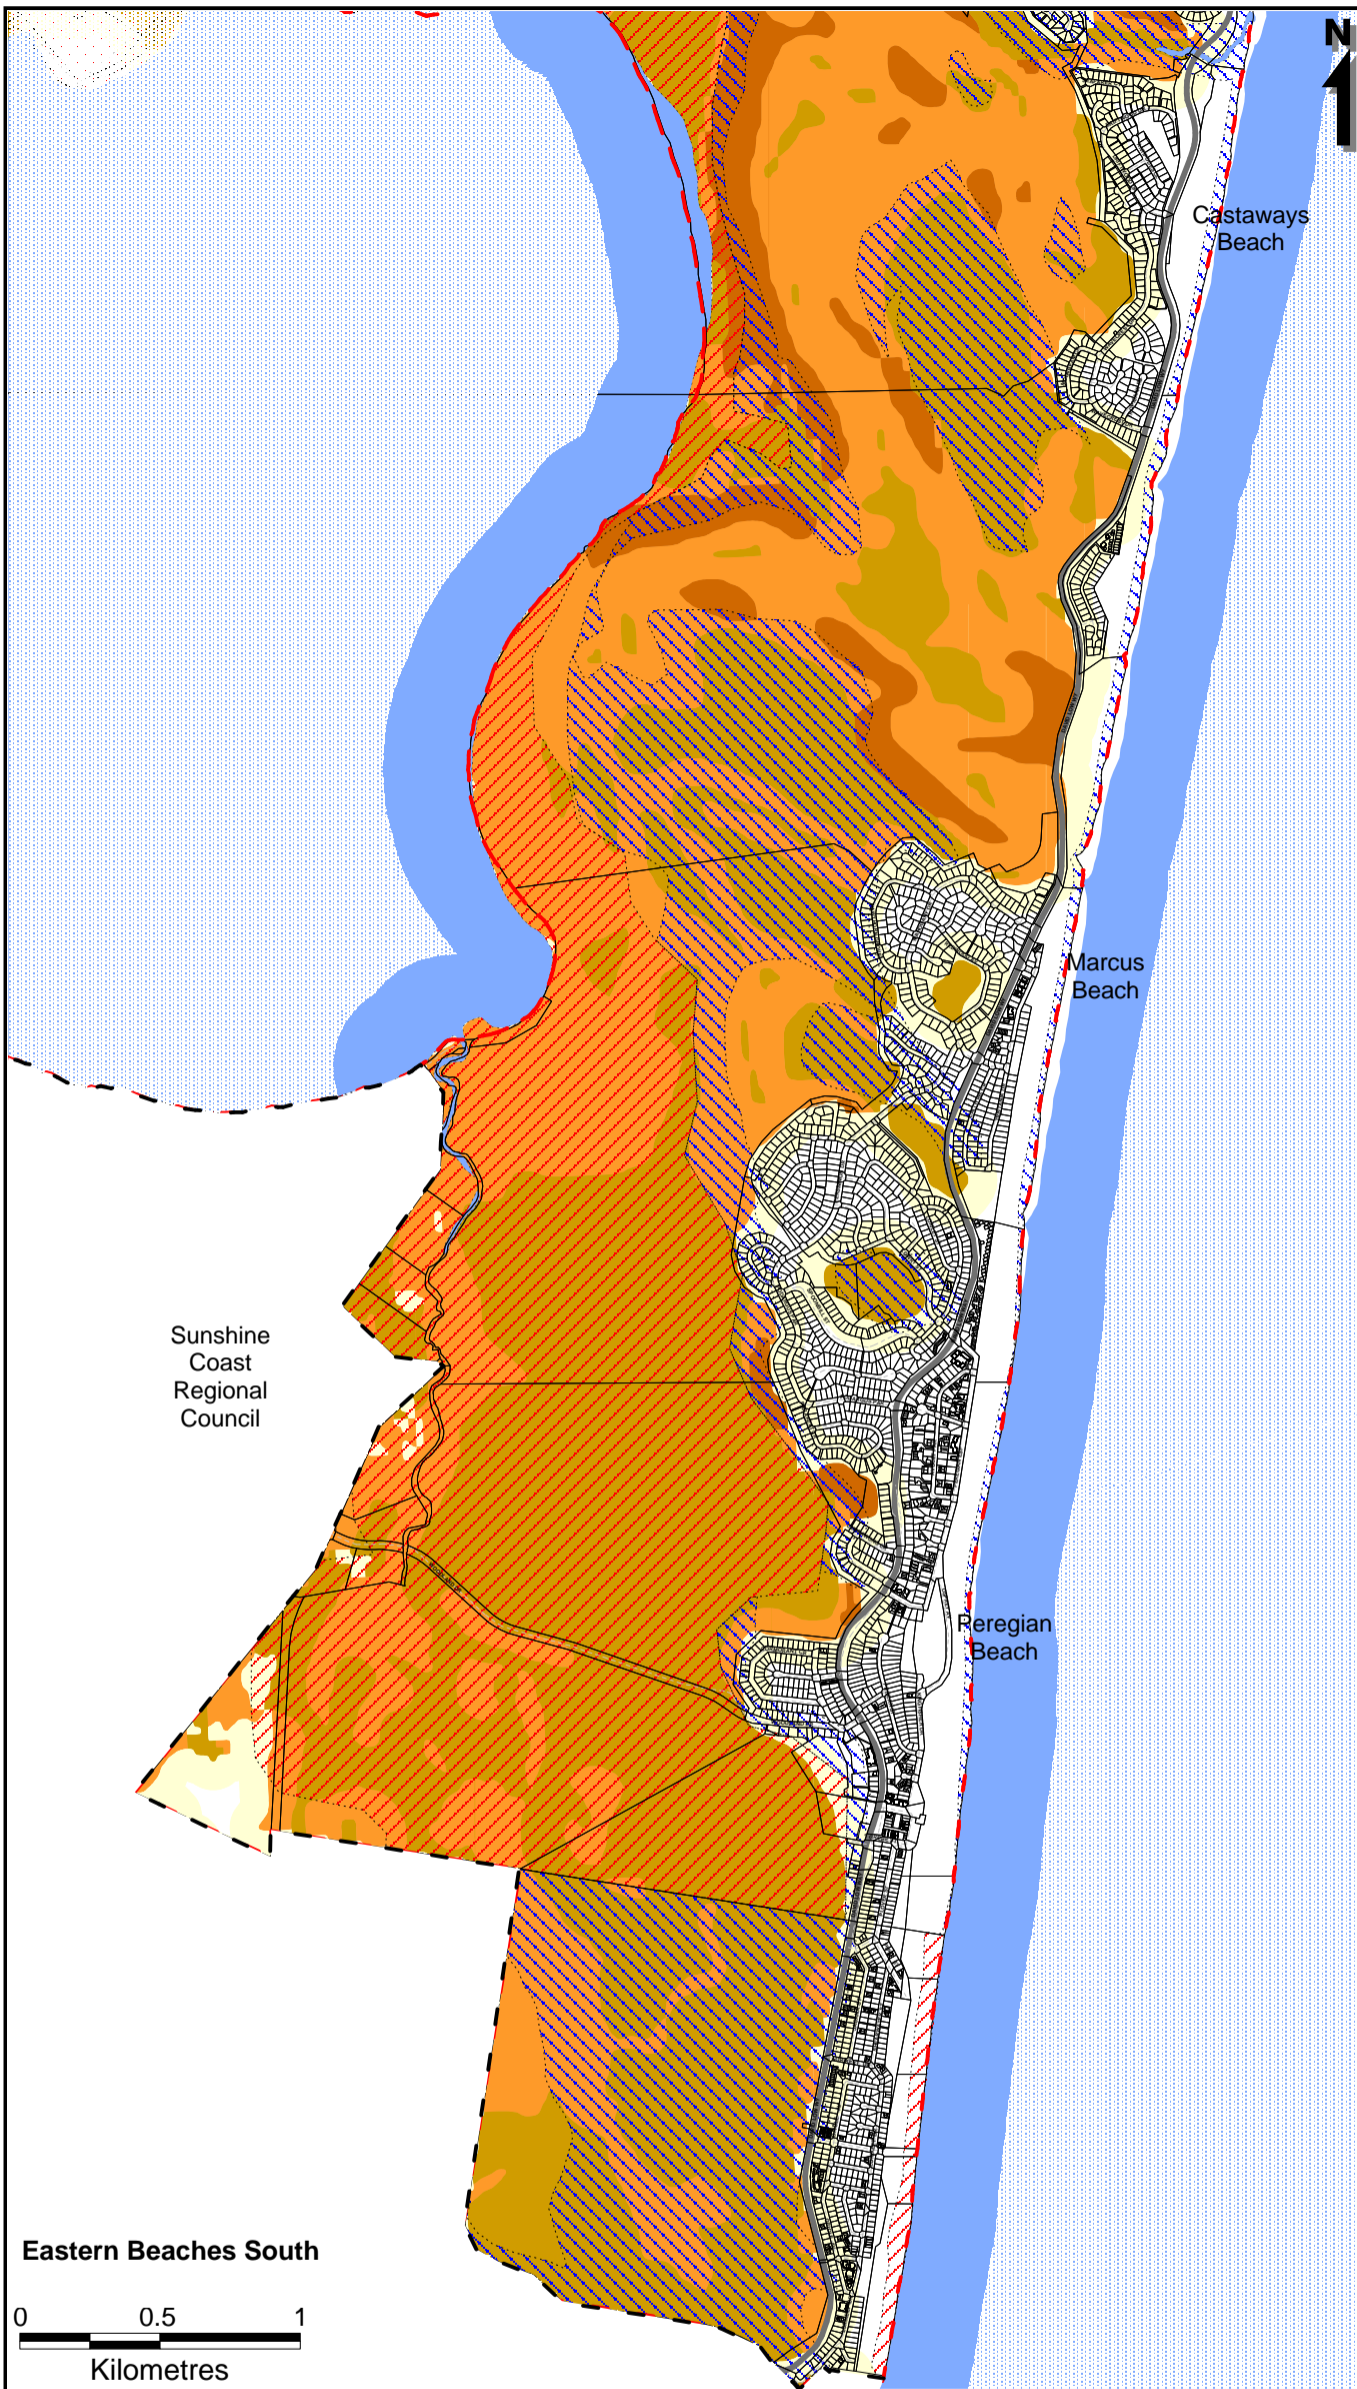 N
Castaways
Beach
Marcus
Beach
Sunshine
Coast
Regional
Council
Peregian
Beach
Eastern Beaches South
0 0.5 1
Kilometres